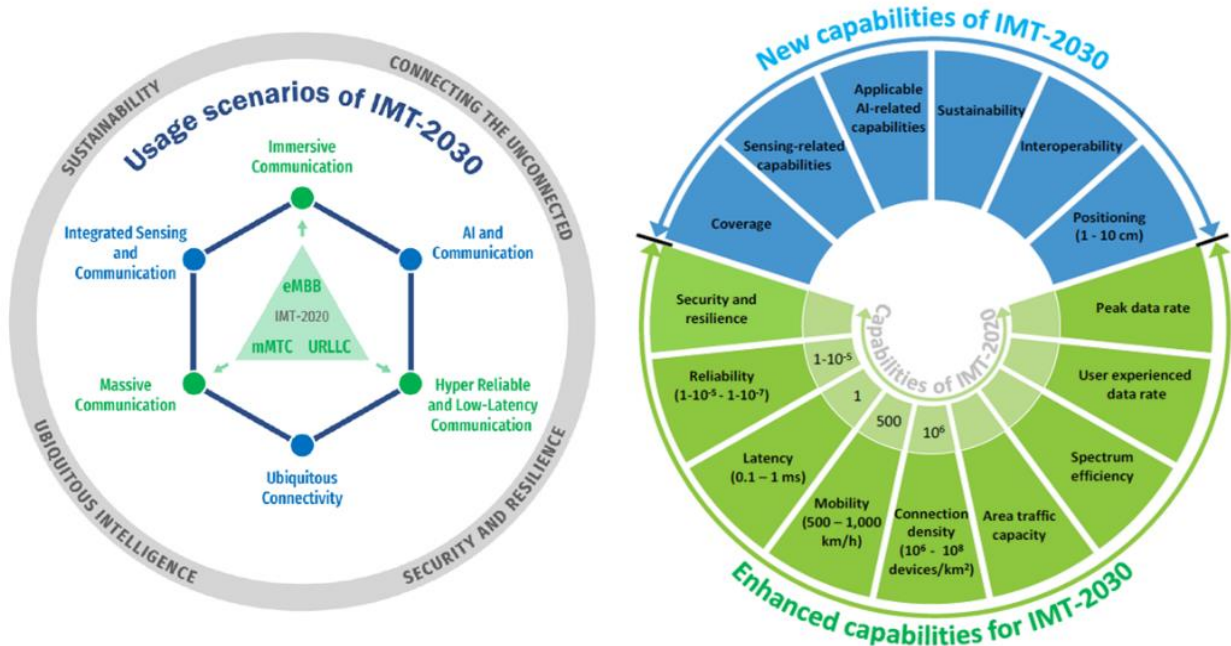 SUSTAINABILITY
CONNECTING THE UNCONNECTED
UBIQUITOUS INTELLIGENCE
SECURITY AND RESILIENCE
Usage scenarios of IMT-2030
Immersive
Communication
Integrated Sensing
and
Communication
AI and
Communication
eMBB
IMT-2020
mMTC URLLC
Massive
Communication
Hyper Reliable
and Low-Latency
Communication
Ubiquitous
Connectivity
New capabilities of IMT-2030
Coverage
Sensing-related
capabilities
Applicable
AI-related
capabilities
Sustainability
Interoperability
Positioning
(1 - 10 cm)
Capabilities of IMT-2020
Security and
resilience
Reliability
(1-10⁻⁵ - 1-10⁻⁷)
1-10⁻⁵
Latency
(0.1 – 1 ms)
1
Mobility
(500 – 1,000
km/h)
500
Connection
density
(10⁶ - 10⁸
devices/km²)
10⁶
Area traffic
capacity
Spectrum
efficiency
User experienced
data rate
Peak data rate
Enhanced capabilities for IMT-2030